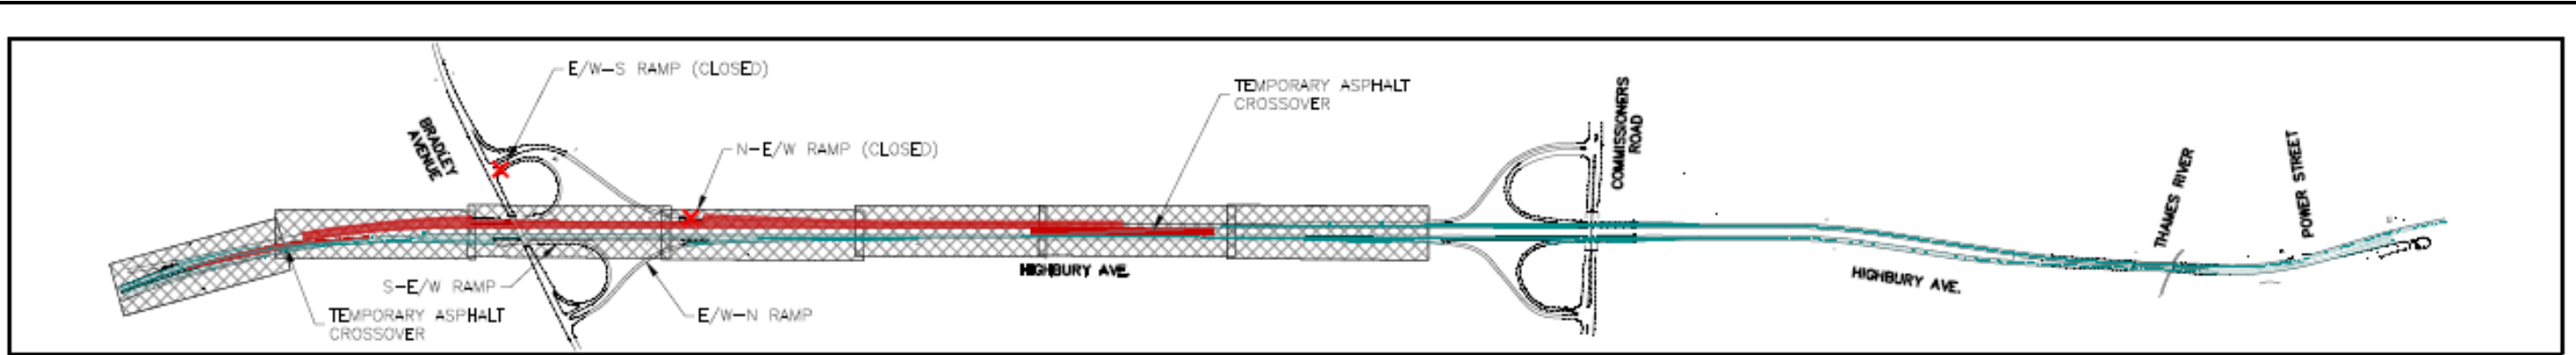 E/W-S RAMP (CLOSED)
TEMPORARY ASPHALT
CROSSOVER
COMMISSIONERS
ROAD
BRADLEY
AVENUE
N-E/W RAMP (CLOSED)
THAMES RIVER
POWER STREET
HIGHBURY AVE.
HIGHBURY AVE.
S-E/W RAMP
E/W-N RAMP
TEMPORARY ASPHALT
CROSSOVER